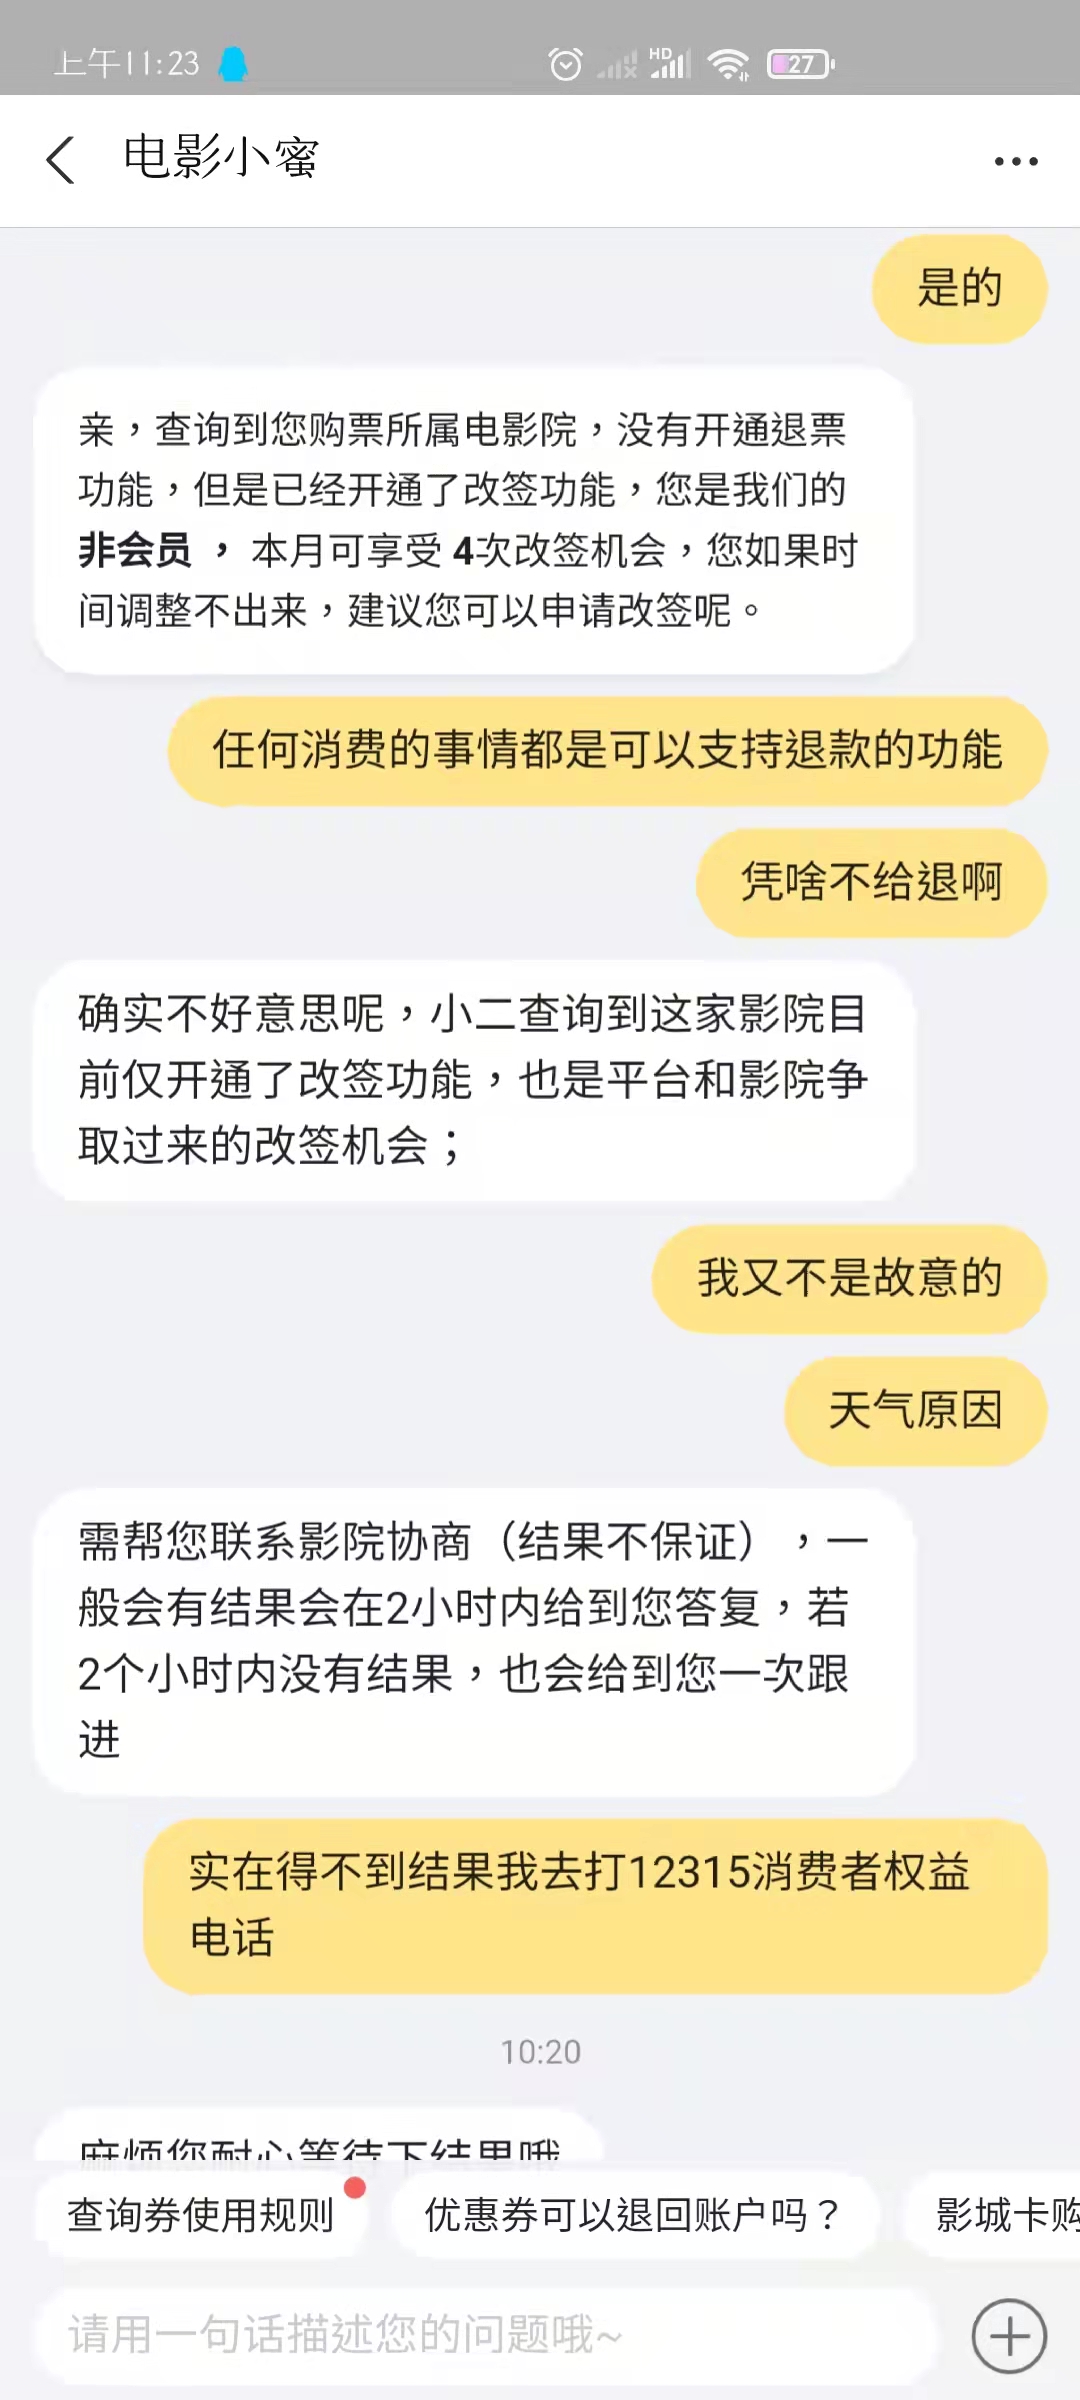 上午11:23
HD
27
电影小蜜
是的
亲，查询到您购票所属电影院，没有开通退票
功能，但是已经开通了改签功能，您是我们的
非会员 ， 本月可享受 4次改签机会，您如果时
间调整不出来，建议您可以申请改签呢。
任何消费的事情都是可以支持退款的功能
凭啥不给退啊
确实不好意思呢，小二查询到这家影院目
前仅开通了改签功能，也是平台和影院争
取过来的改签机会；
我又不是故意的
天气原因
需帮您联系影院协商（结果不保证），一
般会有结果会在2小时内给到您答复，若
2个小时内没有结果，也会给到您一次跟
进
实在得不到结果我去打12315消费者权益
电话
10:20
麻烦您耐心等待下结果哦
查询券使用规则
优惠券可以退回账户吗？
影城卡购
请用一句话描述您的问题哦~